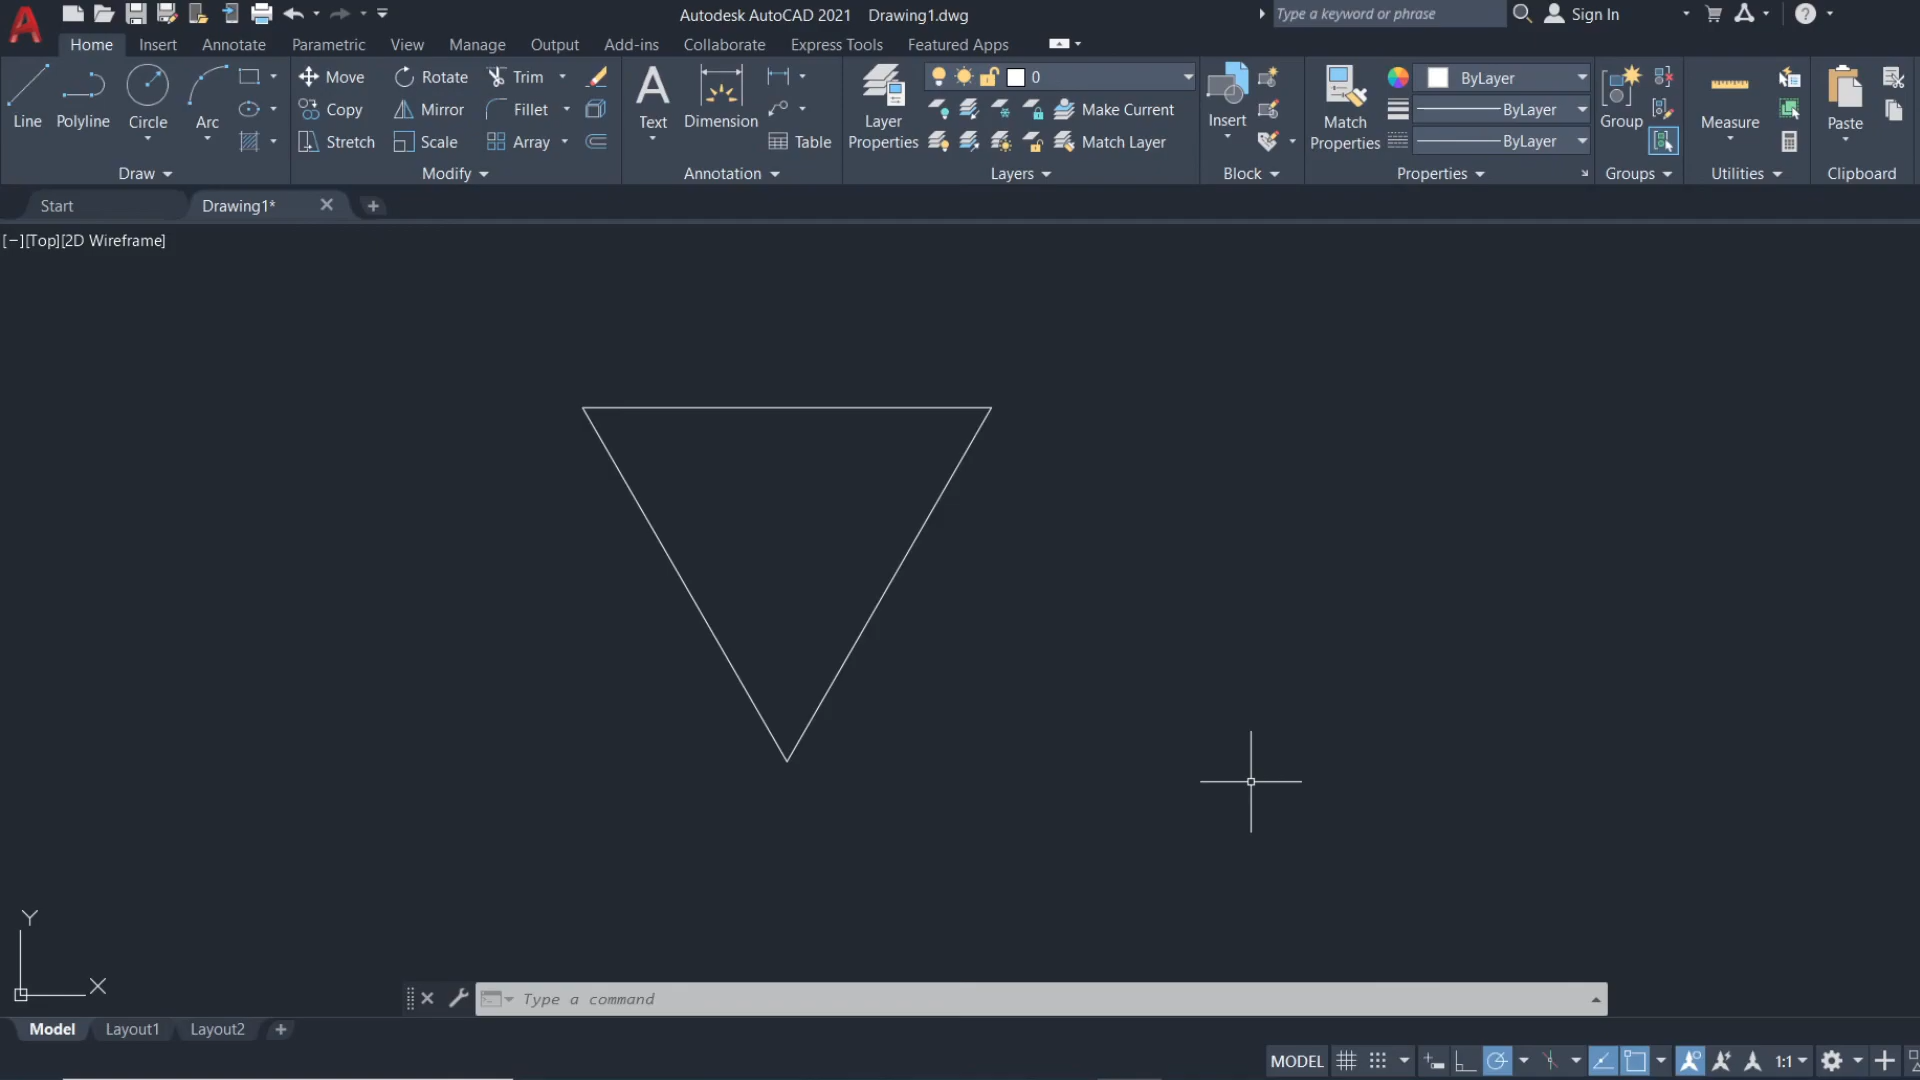 Autodesk AutoCAD 2021 Drawing1.dwg
Type a keyword or phrase
Sign In
Home Insert Annotate Parametric View Manage Output Add-ins Collaborate Express Tools Featured Apps
Line Polyline Circle Arc
Draw
Move Rotate Trim
Copy Mirror Fillet
Stretch Scale Array
Modify
Text Dimension Table
Annotation
Layer Properties
0
Make Current
Match Layer
Layers
Insert
Block
Match Properties
ByLayer
ByLayer
ByLayer
Properties
Group
Groups
Measure
Utilities
Paste
Clipboard
Start Drawing1*
[−][Top][2D Wireframe]
Y
X
Type a command
Model Layout1 Layout2
MODEL 1:1